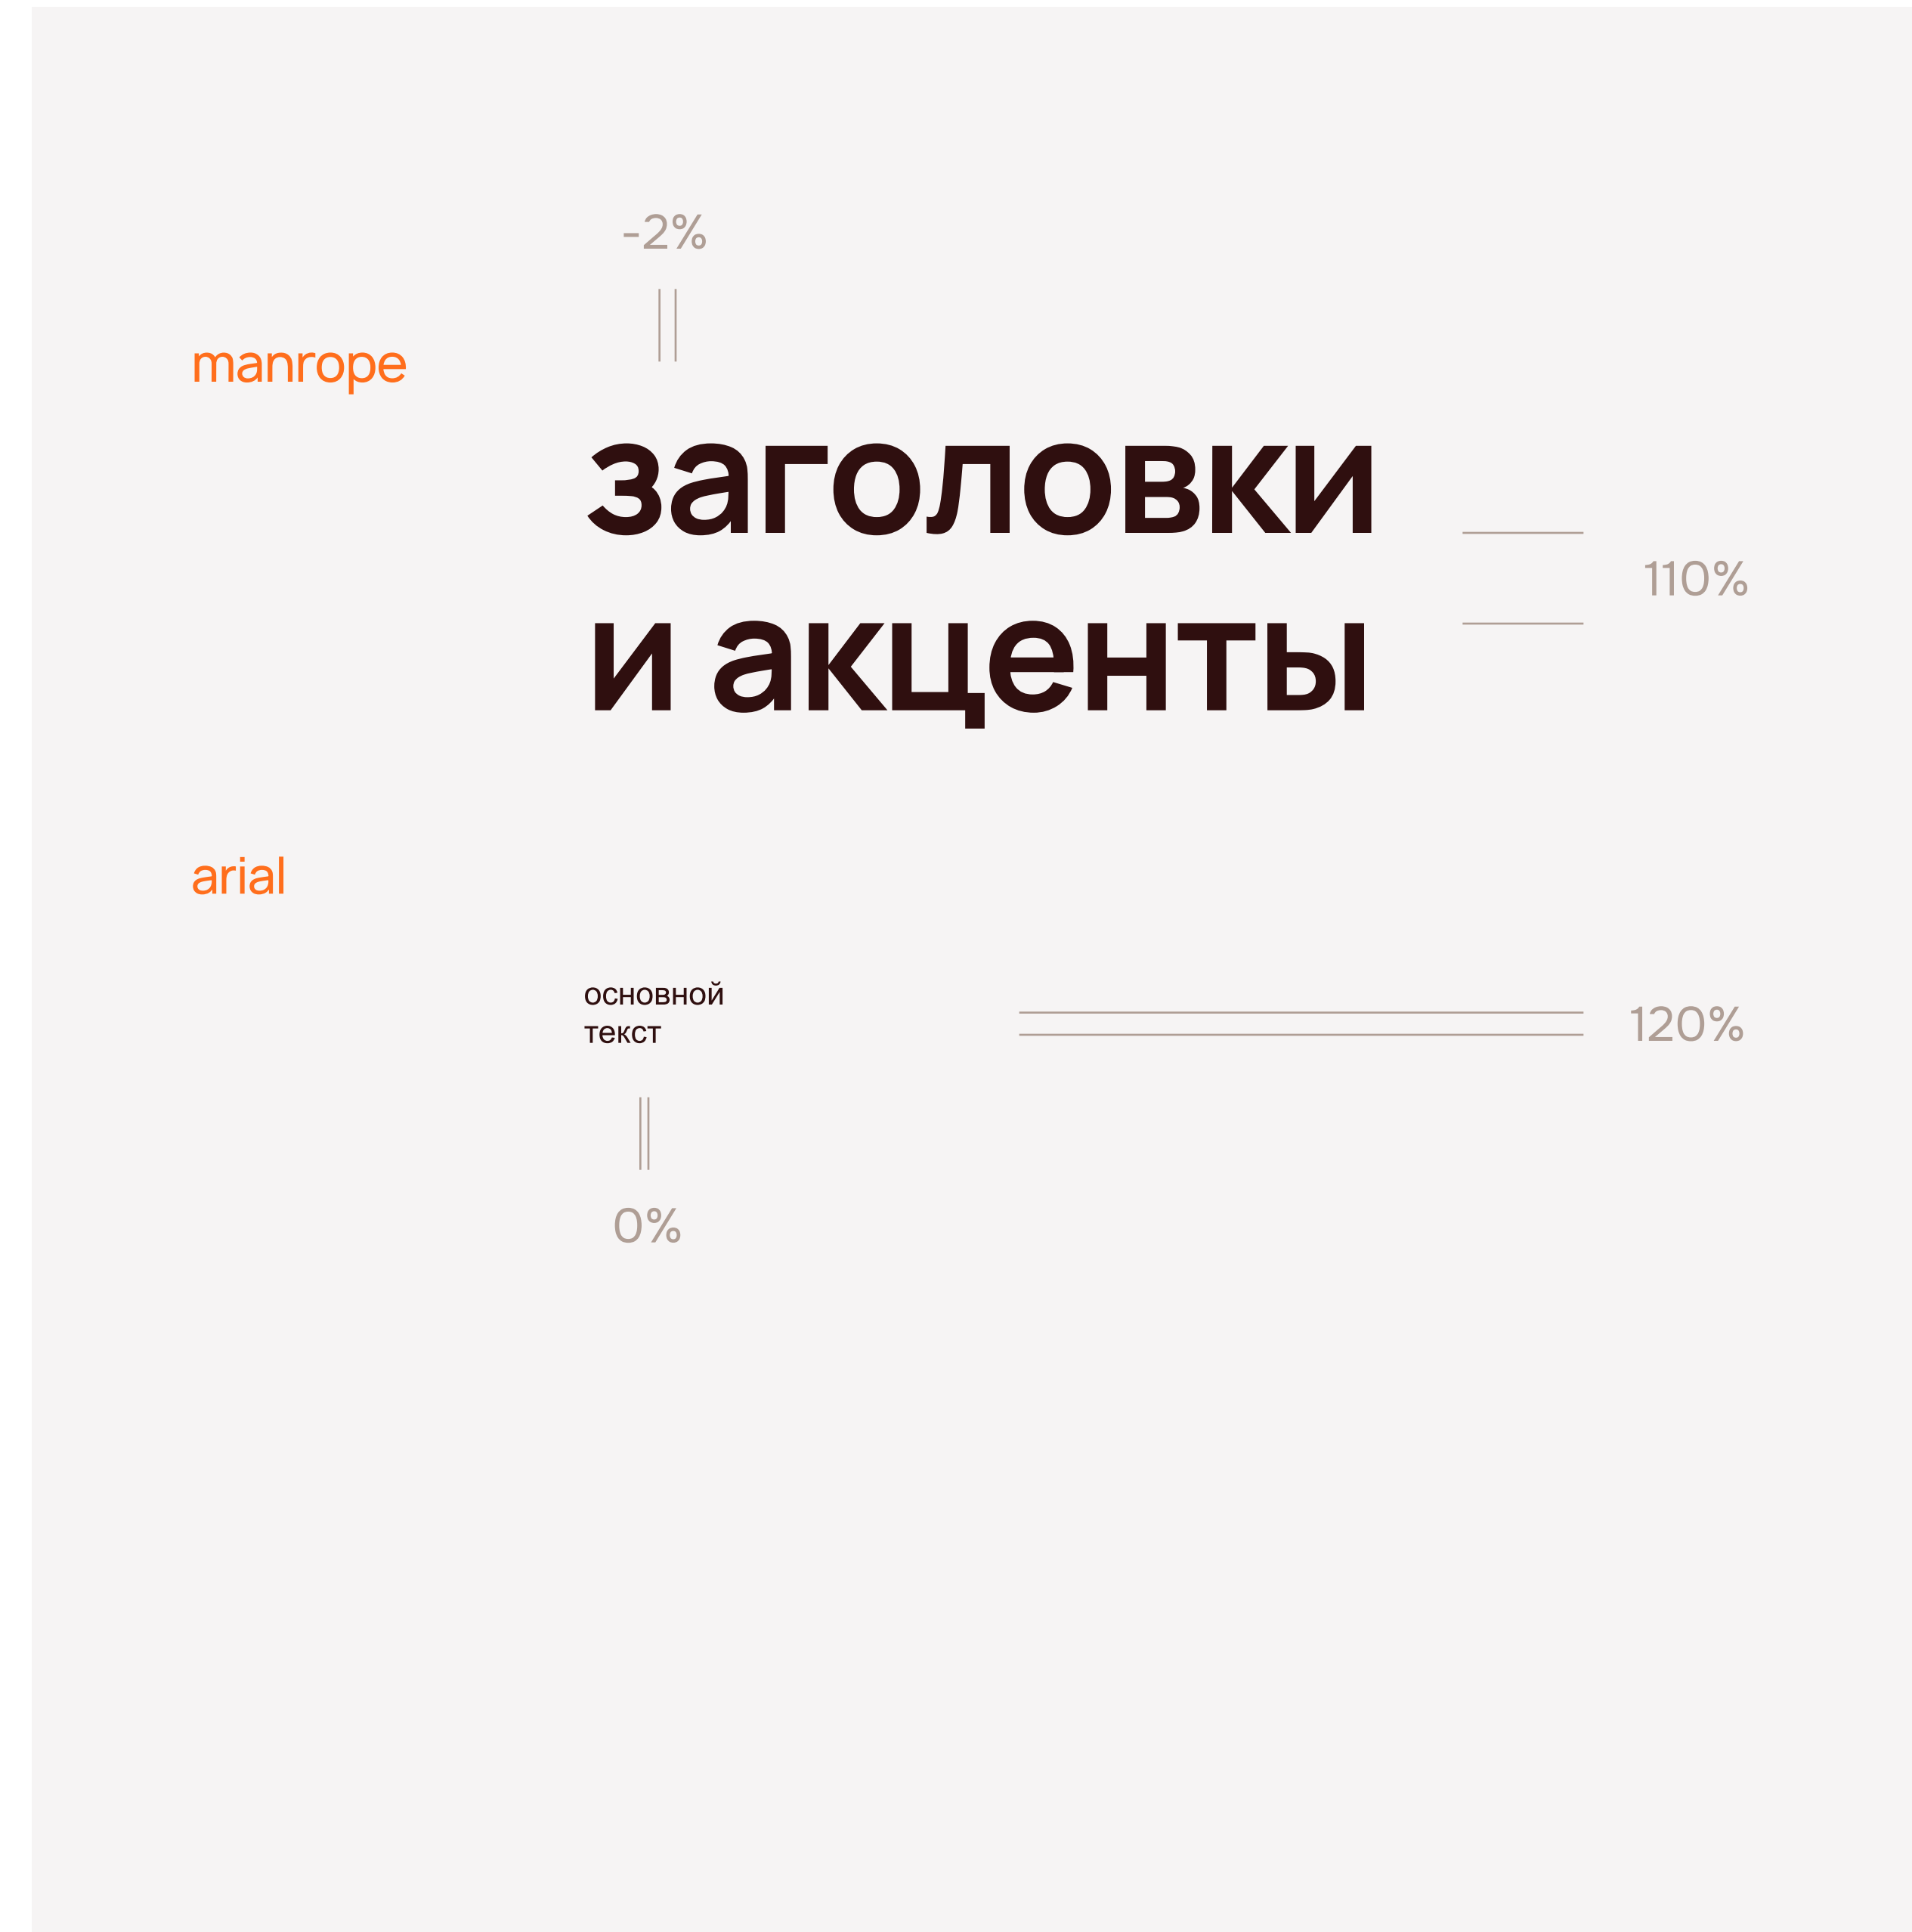 -2%
manrope
заголовки
и акценты
110%
arial
основной
текст
120%
0%